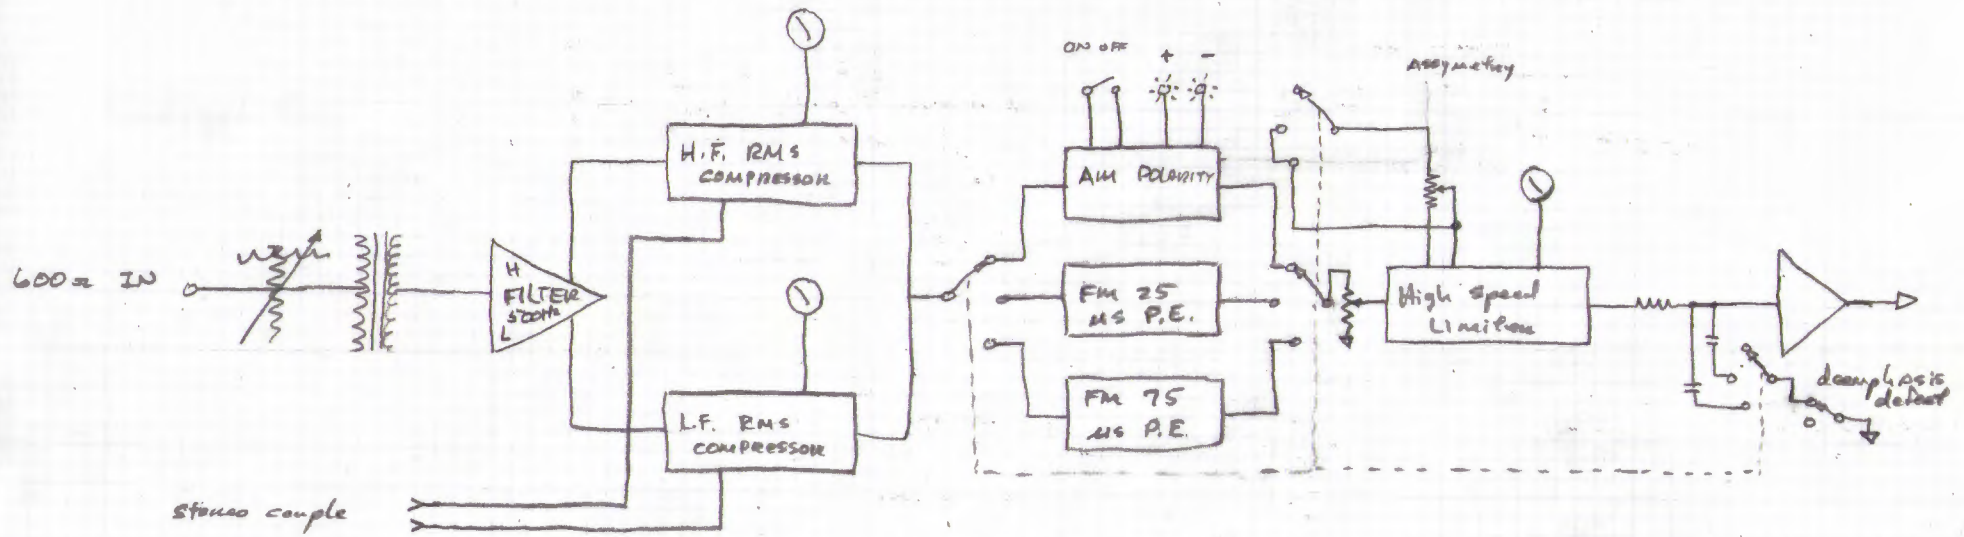 600Ω IN
H
FILTER
500Hz
L
H.F. RMS
COMPRESSOR
L.F. RMS
COMPRESSOR
stereo couple
ON OFF
+ -
AM POLARITY
FM 25
μs P.E.
FM 75
μs P.E.
Assymetry
High Speed
Limiter
deemphasis
defeat